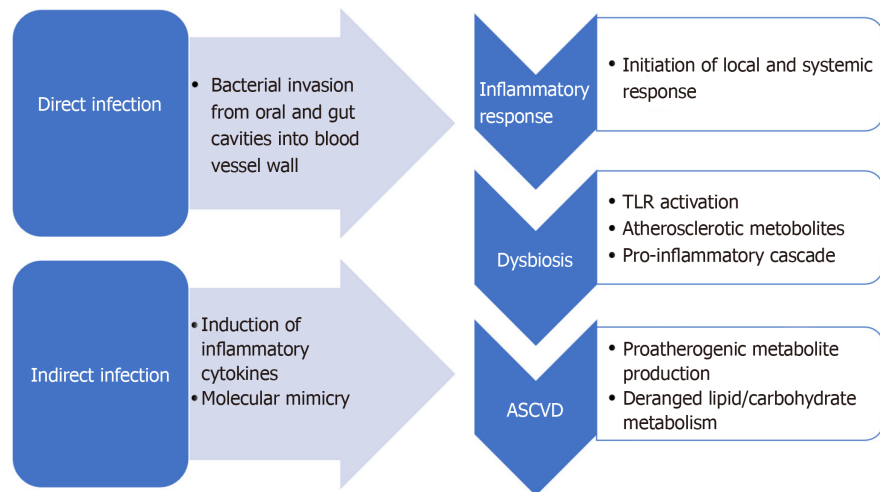 Direct infection
• Bacterial invasion
from oral and gut
cavities into blood
vessel wall
Indirect infection
• Induction of
inflammatory
cytokines
• Molecular mimicry
Inflammatory
response
• Initiation of local and systemic
response
Dysbiosis
• TLR activation
• Atherosclerotic metobolites
• Pro-inflammatory cascade
ASCVD
• Proatherogenic metabolite
production
• Deranged lipid/carbohydrate
metabolism